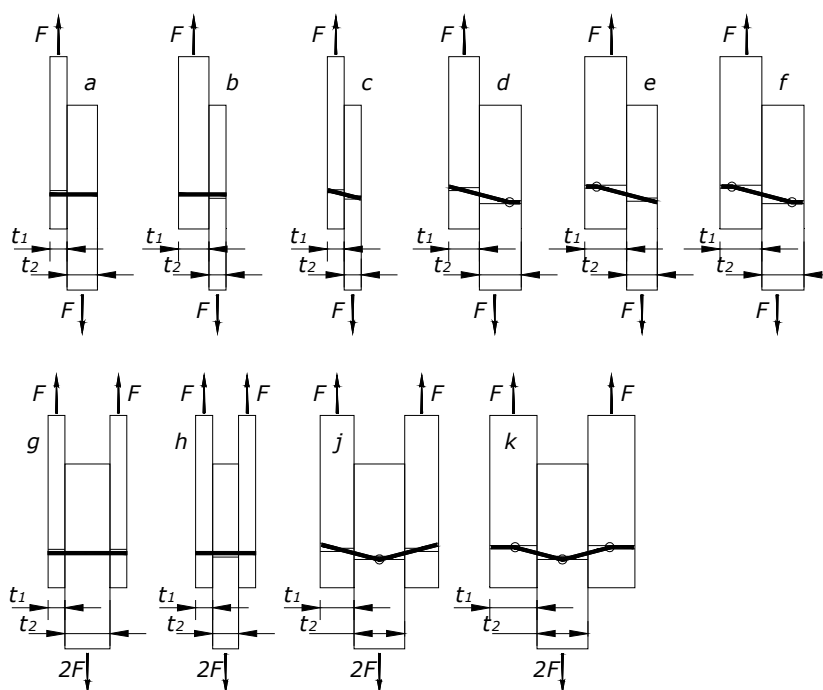 F F F F F F
a b c d e f
t1 t1 t1 t1 t1 t1
t2 t2 t2 t2 t2 t2
F F F F F F
F F F F F F F F
g h j k
t1 t1 t1 t1
t2 t2 t2 t2
2F 2F 2F 2F